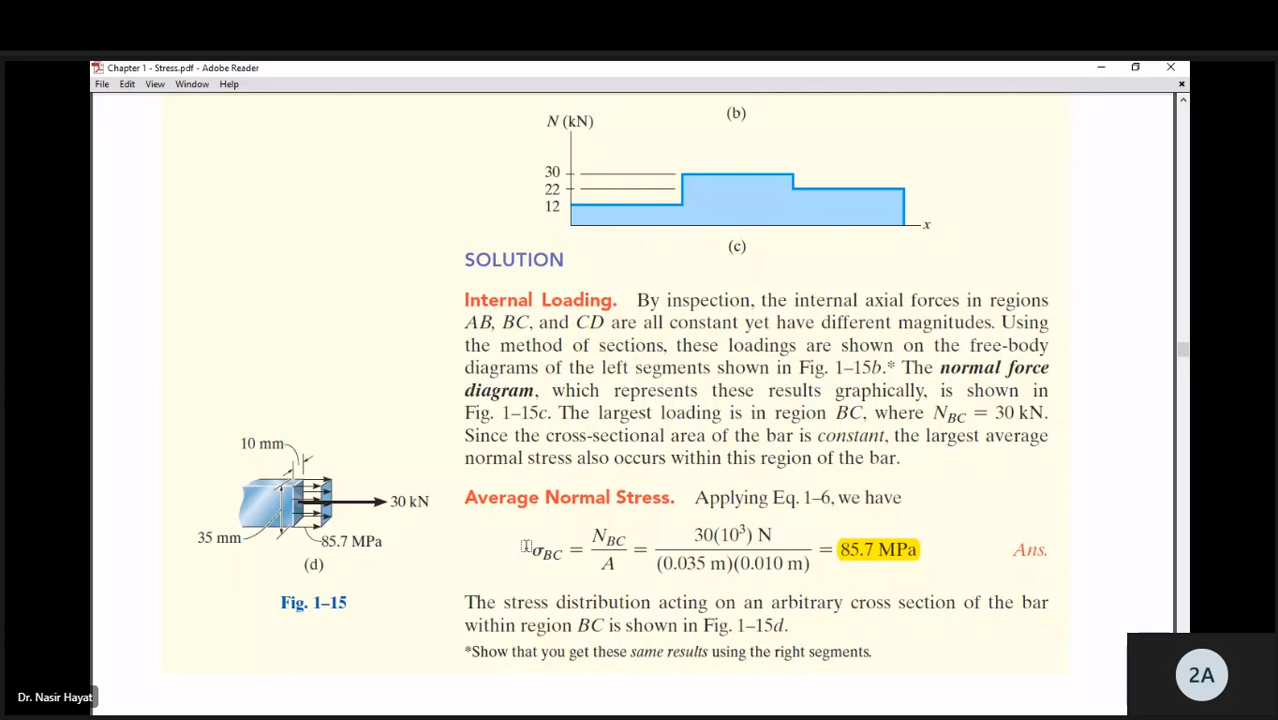 Chapter 1 - Stress.pdf - Adobe Reader
File Edit View Window Help
(b)
N (kN)
30
22
12
x
(c)
SOLUTION
Internal Loading. By inspection, the internal axial forces in regions
AB, BC, and CD are all constant yet have different magnitudes. Using
the method of sections, these loadings are shown on the free-body
diagrams of the left segments shown in Fig. 1–15b.* The normal force
diagram, which represents these results graphically, is shown in
Fig. 1–15c. The largest loading is in region BC, where N_BC = 30 kN.
Since the cross-sectional area of the bar is constant, the largest average
normal stress also occurs within this region of the bar.
Average Normal Stress. Applying Eq. 1–6, we have
σ_BC = N_BC / A = 30(10³) N / (0.035 m)(0.010 m) = 85.7 MPa Ans.
The stress distribution acting on an arbitrary cross section of the bar
within region BC is shown in Fig. 1–15d.
*Show that you get these same results using the right segments.
10 mm
30 kN
35 mm
85.7 MPa
(d)
Fig. 1–15
Dr. Nasir Hayat
2A